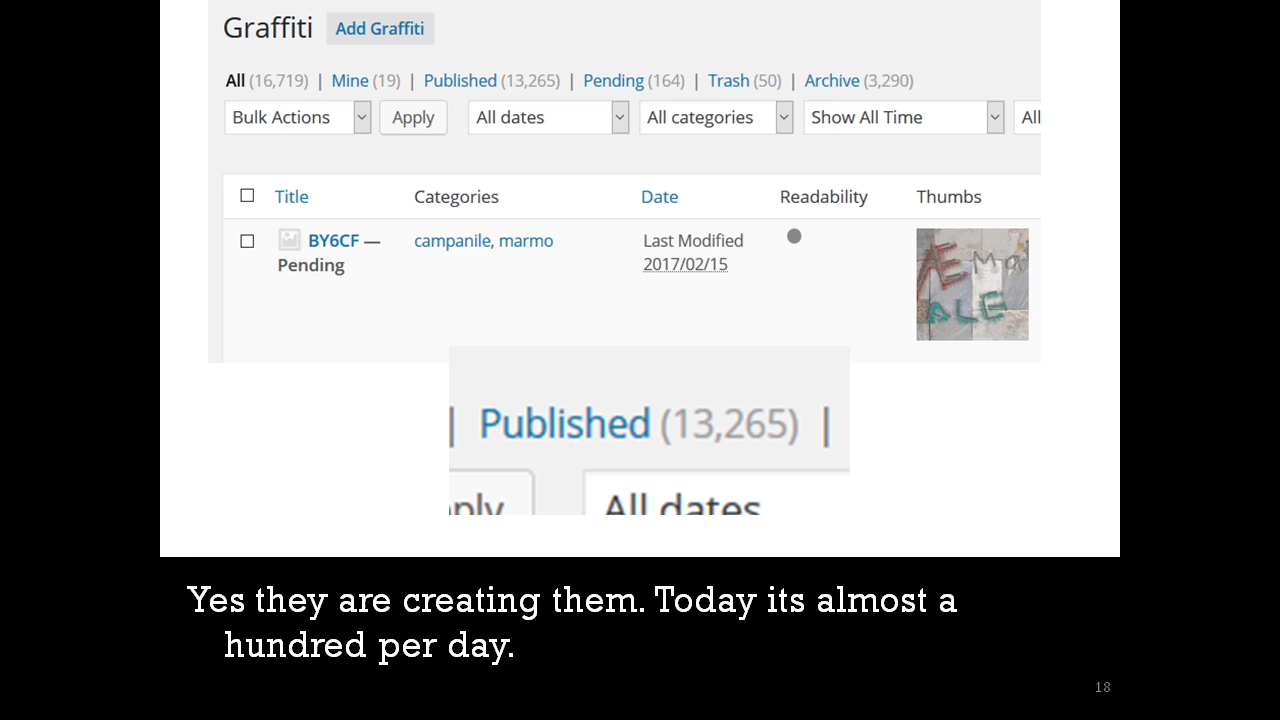 Graffiti Add Graffiti
All (16,719) | Mine (19) | Published (13,265) | Pending (164) | Trash (50) | Archive (3,290)
Bulk Actions Apply All dates All categories Show All Time All
Title Categories Date Readability Thumbs
BY6CF — campanile, marmo Last Modified
Pending 2017/02/15
ÆMa
ALE
| Published (13,265) |
ply All dates
Yes they are creating them. Today its almost a
hundred per day.
18